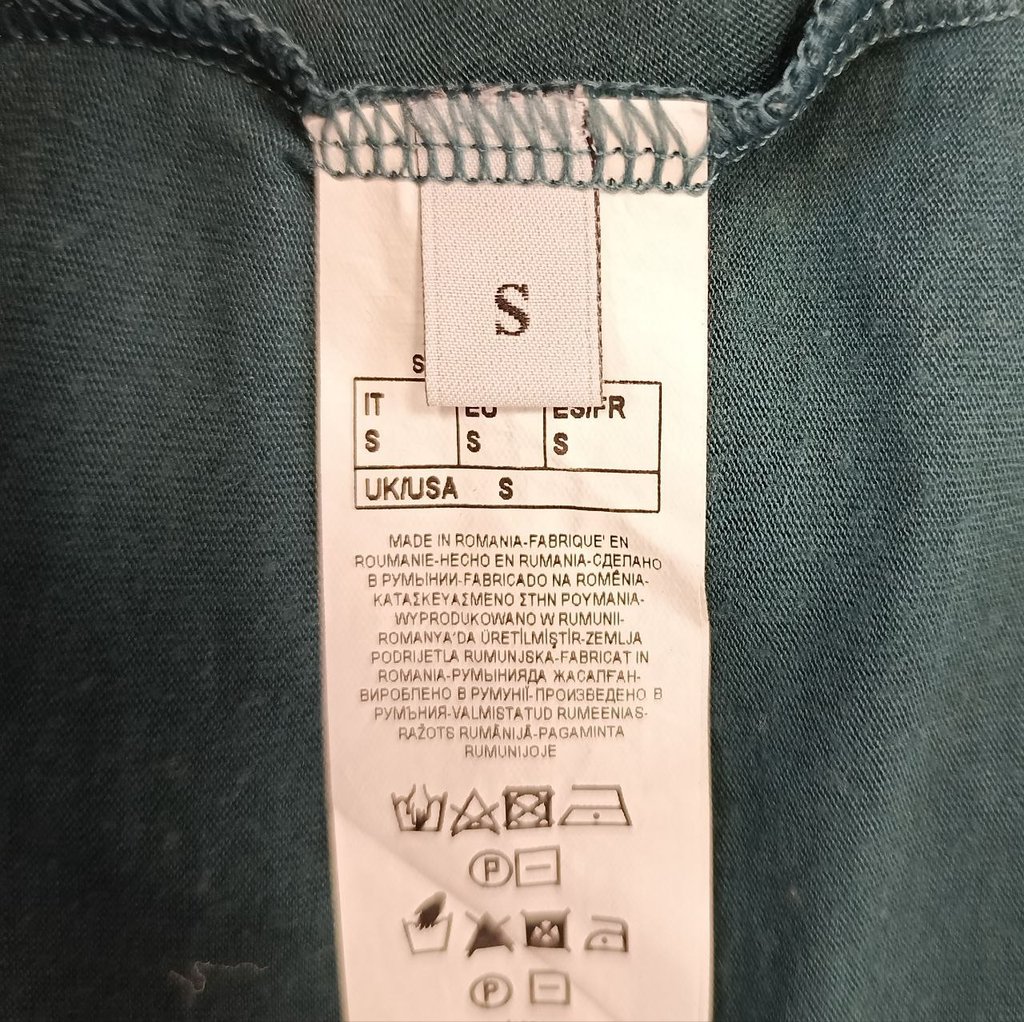 S
S
IT EU ES/FR
S S S
UK/USA S
MADE IN ROMANIA-FABRIQUE' EN
ROUMANIE-HECHO EN RUMANIA-СДЕЛАНО
В РУМЫНИИ-FABRICADO NA ROMÊNIA-
ΚΑΤΑΣΚΕΥΑΣΜΕΝΟ ΣΤΗΝ ΡΟΥΜΑΝΙΑ-
WYPRODUKOWANO W RUMUNII-
ROMANYA'DA ÜRETİLMİŞTİR-ZEMLJA
PODRIJETLA RUMUNJSKA-FABRICAT IN
ROMANIA-РУМЫНИЯДА ЖАСАЛҒАН-
ВИРОБЛЕНО В РУМУНІЇ-ПРОИЗВЕДЕНО В
РУМЪНИЯ-VALMISTATUD RUMEENIAS-
RAŽOTS RUMĀNIJĀ-PAGAMINTA
RUMUNIJOJE
P
P